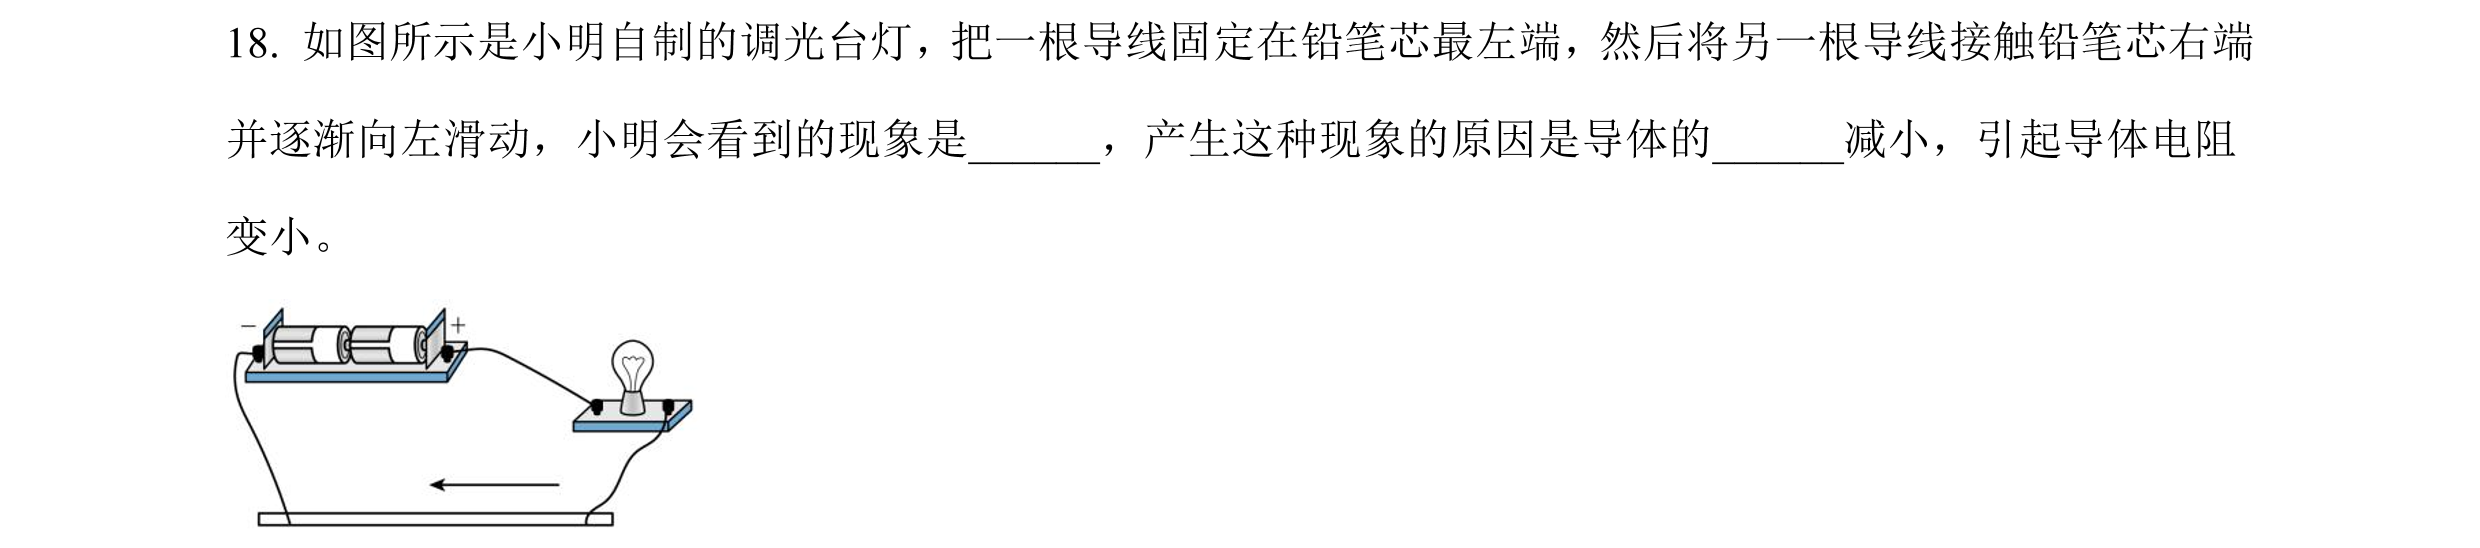 18. 如图所示是小明自制的调光台灯，把一根导线固定在铅笔芯最左端，然后将另一根导线接触铅笔芯右端
并逐渐向左滑动，小明会看到的现象是______，产生这种现象的原因是导体的______减小，引起导体电阻
变小。
− +